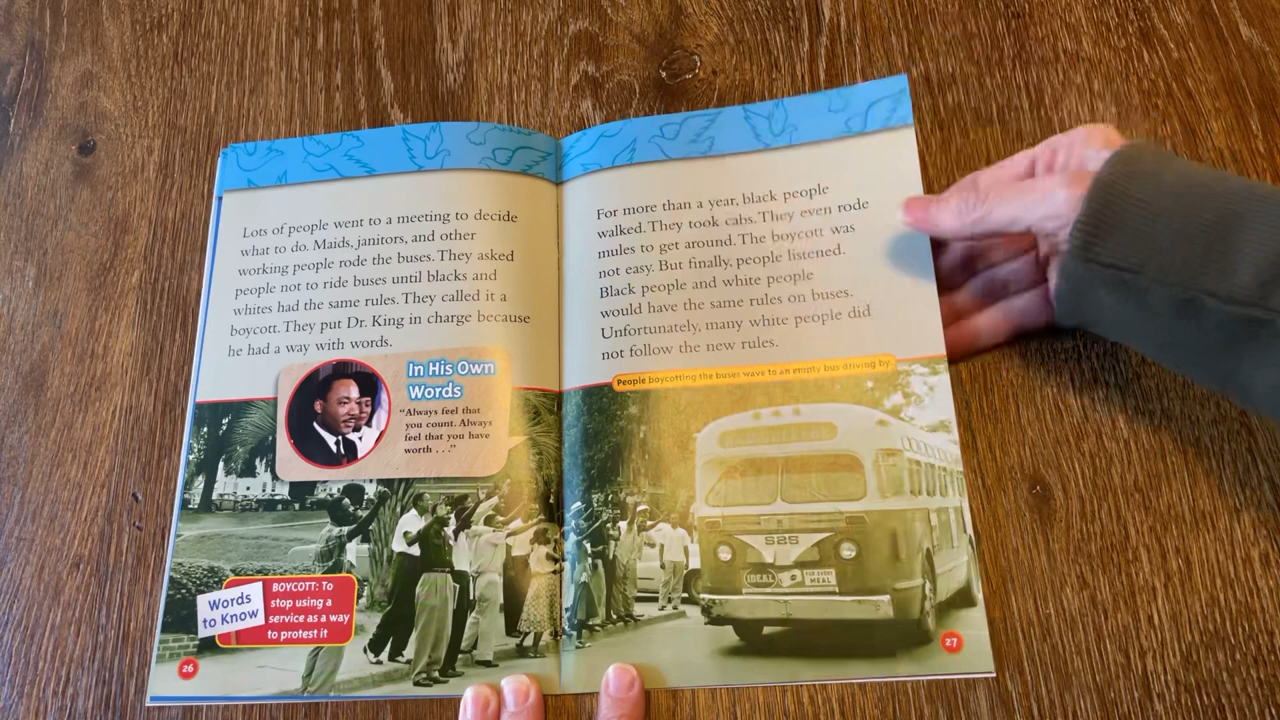 Lots of people went to a meeting to decide
what to do. Maids, janitors, and other
working people rode the buses. They asked
people not to ride buses until blacks and
whites had the same rules. They called it a
boycott. They put Dr. King in charge because
he had a way with words.
In His Own
Words
“Always feel that
you count. Always
feel that you have
worth . . .”
Words
to Know
BOYCOTT: To
stop using a
service as a way
to protest it
26
For more than a year, black people
walked. They took cabs. They even rode
mules to get around. The boycott was
not easy. But finally, people listened.
Black people and white people
would have the same rules on buses.
Unfortunately, many white people did
not follow the new rules.
People boycotting the buses wave to an empty bus driving by.
525
IDEAL
FOR EVERY
MEAL
27